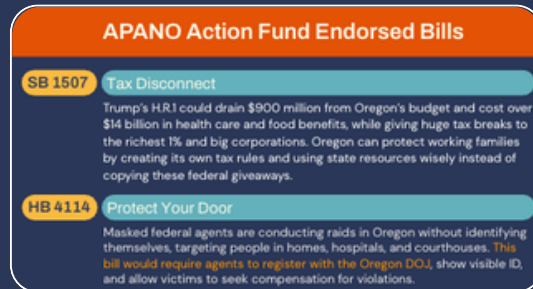 APANO Action Fund Endorsed Bills
SB 1507 Tax Disconnect
Trump's H.R.1 could drain $900 million from Oregon's budget and cost over
$14 billion in health care and food benefits, while giving huge tax breaks to
the richest 1% and big corporations. Oregon can protect working families
by creating its own tax rules and using state resources wisely instead of
copying these federal giveaways.
HB 4114 Protect Your Door
Masked federal agents are conducting raids in Oregon without identifying
themselves, targeting people in homes, hospitals, and courthouses. This
bill would require agents to register with the Oregon DOJ, show visible ID,
and allow victims to seek compensation for violations.